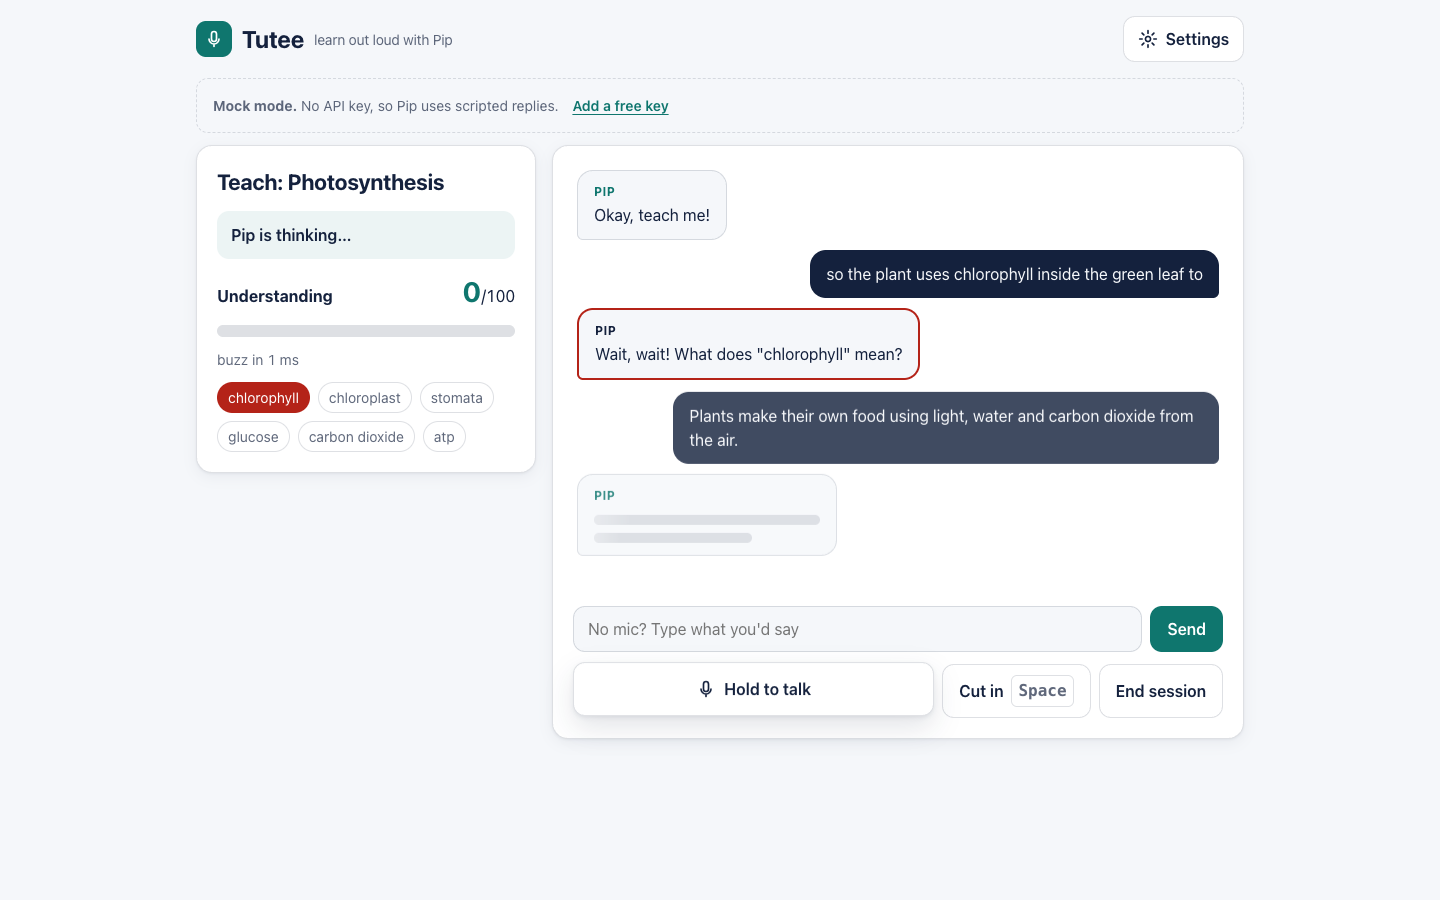 Tutee learn out loud with Pip
Settings
Mock mode. No API key, so Pip uses scripted replies. Add a free key
Teach: Photosynthesis
Pip is thinking...
Understanding 0/100
buzz in 1 ms
chlorophyll chloroplast stomata
glucose carbon dioxide atp
PIP
Okay, teach me!
so the plant uses chlorophyll inside the green leaf to
PIP
Wait, wait! What does "chlorophyll" mean?
Plants make their own food using light, water and carbon dioxide from
the air.
PIP
No mic? Type what you'd say
Send
Hold to talk
Cut in Space
End session